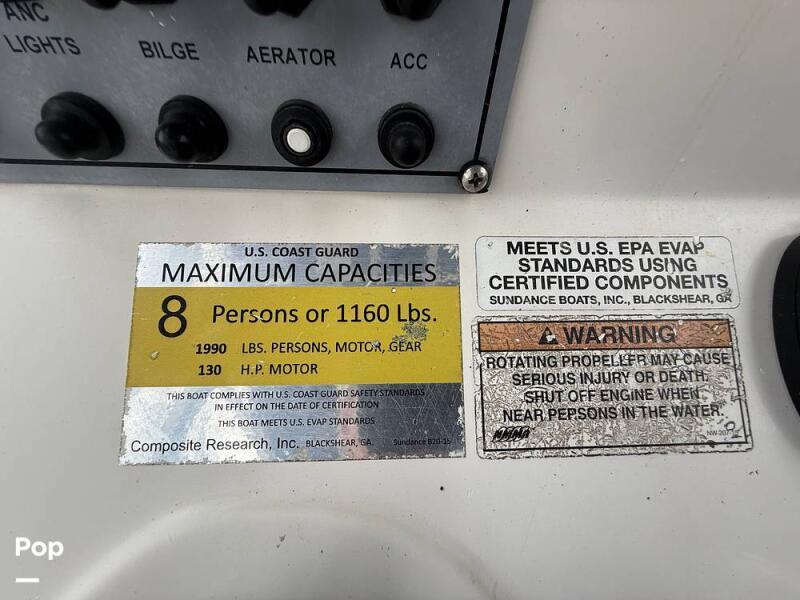 ANC
LIGHTS
BILGE
AERATOR
ACC
U.S. COAST GUARD
MAXIMUM CAPACITIES
8 Persons or 1160 Lbs.
1990 LBS. PERSONS, MOTOR, GEAR
130 H.P. MOTOR
THIS BOAT COMPLIES WITH U.S. COAST GUARD SAFETY STANDARDS
IN EFFECT ON THE DATE OF CERTIFICATION
THIS BOAT MEETS U.S. EVAP STANDARDS
Composite Research, Inc. BLACKSHEAR, GA. Sundance B20-15
MEETS U.S. EPA EVAP
STANDARDS USING
CERTIFIED COMPONENTS
SUNDANCE BOATS, INC., BLACKSHEAR, GA
WARNING
ROTATING PROPELLER MAY CAUSE
SERIOUS INJURY OR DEATH.
SHUT OFF ENGINE WHEN
NEAR PERSONS IN THE WATER.
Pop